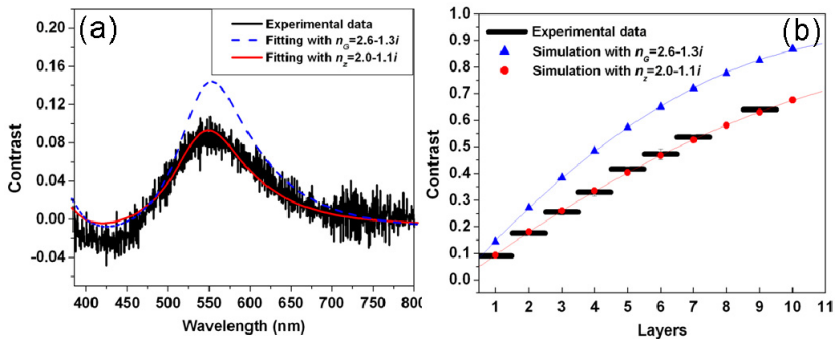 (a)
Experimental data
Fitting with n_G=2.6-1.3i
Fitting with n_z=2.0-1.1i
0.20
0.16
0.12
0.08
0.04
0.00
-0.04
Contrast
400 450 500 550 600 650 700 750 800
Wavelength (nm)
(b)
Experimental data
Simulation with n_G=2.6-1.3i
Simulation with n_z=2.0-1.1i
1.0
0.9
0.8
0.7
0.6
0.5
0.4
0.3
0.2
0.1
0.0
Contrast
1 2 3 4 5 6 7 8 9 10 11
Layers